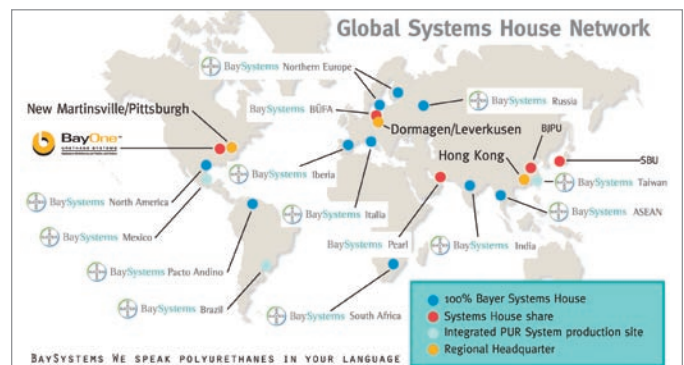 Global Systems House Network
BaySystems Northern Europe
BaySystems Russia
New Martinsville/Pittsburgh
BaySystems BÜFA
Dormagen/Leverkusen
BJPU
BayOne™
Hong Kong
SBU
BaySystems Iberia
BaySystems Taiwan
BaySystems North America
BaySystems Italia
BaySystems ASEAN
BaySystems Mexico
BaySystems Pearl
BaySystems India
BaySystems Pacto Andino
BaySystems Brazil
BaySystems South Africa
100% Bayer Systems House
Systems House share
Integrated PUR System production site
Regional Headquarter
BAYSYSTEMS WE SPEAK POLYURETHANES IN YOUR LANGUAGE